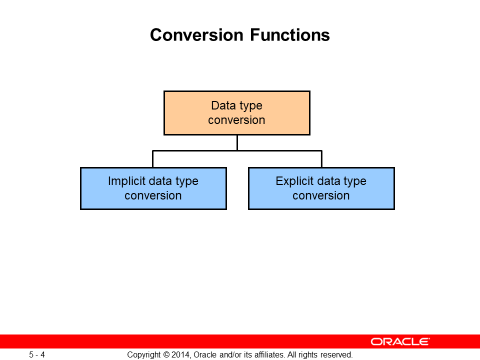 Conversion Functions
Data type
conversion
Implicit data type
conversion
Explicit data type
conversion
ORACLE
5 - 4
Copyright © 2014, Oracle and/or its affiliates. All rights reserved.